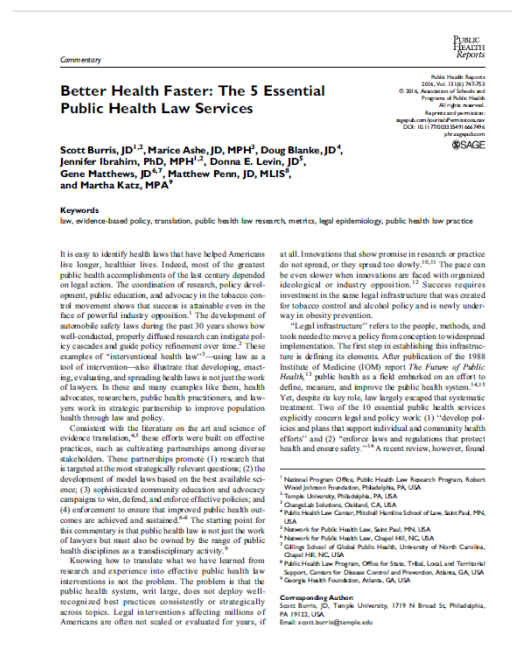 Commentary
PUBLIC
HEALTH
Reports
Public Health Reports
2016, Vol. 131(6) 747-753
© 2016, Association of Schools and
Programs of Public Health
All rights reserved.
Reprints and permission:
sagepub.com/journalsPermissions.nav
DOI: 10.1177/0033354916667496
phr.sagepub.com
SAGE
Better Health Faster: The 5 Essential
Public Health Law Services
Scott Burris, JD1,2, Marice Ashe, JD, MPH3, Doug Blanke, JD4,
Jennifer Ibrahim, PhD, MPH1,2, Donna E. Levin, JD5,
Gene Matthews, JD6,7, Matthew Penn, JD, MLIS8,
and Martha Katz, MPA9
Keywords
law, evidence-based policy, translation, public health law research, metrics, legal epidemiology, public health law practice
It is easy to identify health laws that have helped Americans
live longer, healthier lives. Indeed, most of the greatest
public health accomplishments of the last century depended
on legal action. The coordination of research, policy devel-
opment, public education, and advocacy in the tobacco con-
trol movement shows that success is attainable even in the
face of powerful industry opposition.1 The development of
automobile safety laws during the past 30 years shows how
well-conducted, properly diffused research can instigate pol-
icy cascades and guide policy refinement over time.2 These
examples of "interventional health law"3—using law as a
tool of intervention—also illustrate that developing, enact-
ing, evaluating, and spreading health laws is not just the work
of lawyers. In these and many examples like them, health
advocates, researchers, public health practitioners, and law-
yers work in strategic partnership to improve population
health through law and policy.
Consistent with the literature on the art and science of
evidence translation,4,5 these efforts were built on effective
practices, such as cultivating partnerships among diverse
stakeholders. These partnerships promote (1) research that
is targeted at the most strategically relevant questions; (2) the
development of model laws based on the best available sci-
ence; (3) sophisticated community education and advocacy
campaigns to win, defend, and enforce effective policies; and
(4) enforcement to ensure that improved public health out-
comes are achieved and sustained.6-8 The starting point for
this commentary is that public health law is not just the work
of lawyers but must also be owned by the range of public
health disciplines as a transdisciplinary activity.9
Knowing how to translate what we have learned from
research and experience into effective public health law
interventions is not the problem. The problem is that the
public health system, writ large, does not deploy well-
recognized best practices consistently or strategically
across topics. Legal interventions affecting millions of
Americans are often not scaled or evaluated for years, if
at all. Innovations that show promise in research or practice
do not spread, or they spread too slowly.10,11 The pace can
be even slower when innovations are faced with organized
ideological or industry opposition.12 Success requires
investment in the same legal infrastructure that was created
for tobacco control and alcohol policy and is newly under-
way in obesity prevention.
"Legal infrastructure" refers to the people, methods, and
tools needed to move a policy from conception to widespread
implementation. The first step in establishing this infrastruc-
ture is defining its elements. After publication of the 1988
Institute of Medicine (IOM) report The Future of Public
Health,13 public health as a field embarked on an effort to
define, measure, and improve the public health system.14,15
Yet, despite its key role, law largely escaped that systematic
treatment. Two of the 10 essential public health services
explicitly concern legal and policy work: (1) "develop pol-
icies and plans that support individual and community health
efforts" and (2) "enforce laws and regulations that protect
health and ensure safety."16 A recent review, however, found
1 National Program Office, Public Health Law Research Program, Robert
Wood Johnson Foundation, Philadelphia, PA, USA
2 Temple University, Philadelphia, PA, USA
3 ChangeLab Solutions, Oakland, CA, USA
4 Public Health Law Center, Mitchell Hamline School of Law, Saint Paul, MN,
USA
5 Network for Public Health Law, Saint Paul, MN, USA
6 Network for Public Health Law, Chapel Hill, NC, USA
7 Gillings School of Global Public Health, University of North Carolina,
Chapel Hill, NC, USA
8 Public Health Law Program, Office for State, Tribal, Local, and Territorial
Support, Centers for Disease Control and Prevention, Atlanta, GA, USA
9 Georgia Health Foundation, Atlanta, GA, USA
Corresponding Author:
Scott Burris, JD, Temple University, 1719 N Broad St, Philadelphia,
PA 19122, USA.
Email: scott.burris@temple.edu